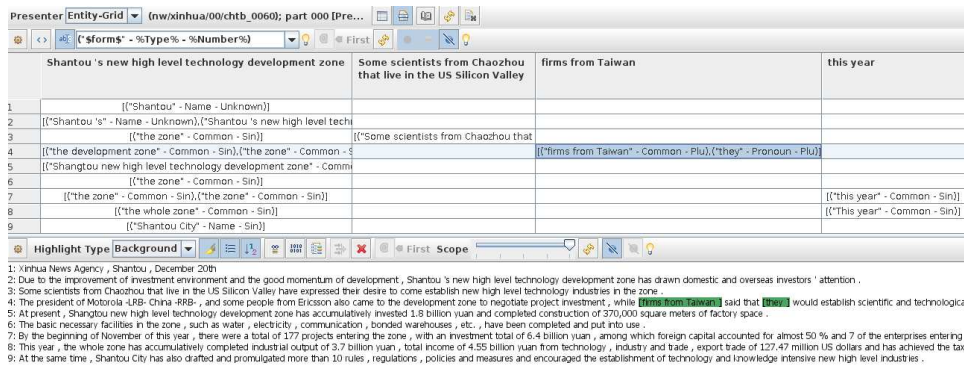 Presenter Entity-Grid (nw/xinhua/00/chtb_0060); part 000 [Pre...
ab| ("$form$" - %Type% - %Number%) First
Shantou 's new high level technology development zone Some scientists from Chaozhou that live in the US Silicon Valley firms from Taiwan this year
1 [("Shantou" - Name - Unknown)]
2 [("Shantou 's" - Name - Unknown),("Shantou 's new high level techn
3 [("the zone" - Common - Sin)] [("Some scientists from Chaozhou that
4 [("the development zone" - Common - Sin),("the zone" - Common - S [("firms from Taiwan" - Common - Plu),("they" - Pronoun - Plu)]
5 [("Shangtou new high level technology development zone" - Commo
6 [("the zone" - Common - Sin)]
7 [("the zone" - Common - Sin),("the zone" - Common - Sin)] [("this year" - Common - Sin)]
8 [("the whole zone" - Common - Sin)] [("This year" - Common - Sin)]
9 [("Shantou City" - Name - Sin)]
Highlight Type Background First Scope
1: Xinhua News Agency , Shantou , December 20th
2: Due to the improvement of investment environment and the good momentum of development , Shantou 's new high level technology development zone has drawn domestic and overseas investors ' attention .
3: Some scientists from Chaozhou that live in the US Silicon Valley have expressed their desire to come establish new high level technology industries in the zone .
4: The president of Motorola -LRB- China -RRB- , and some people from Ericsson also came to the development zone to negotiate project investment , while [firms from Taiwan ] said that [they ] would establish scientific and technologica
5: At present , Shangtou new high level technology development zone has accumulatively invested 1.8 billion yuan and completed construction of 370,000 square meters of factory space .
6: The basic necessary facilities in the zone , such as water , electricity , communication , bonded warehouses , etc. , have been completed and put into use .
7: By the beginning of November of this year , there were a total of 177 projects entering the zone , with an investment total of 6.4 billion yuan , among which foreign capital accounted for almost 50 % and 7 of the enterprises entering
8: This year , the whole zone has accumulatively completed industrial output of 3.7 billion yuan , total income of 4.55 billion yuan from technology , industry and trade , export trade of 127.47 million US dollars and has achieved the tax
9: At the same time , Shantou City has also drafted and promulgated more than 10 rules , regulations , policies and measures and encouraged the establishment of technology and knowledge intensive new high level industries .